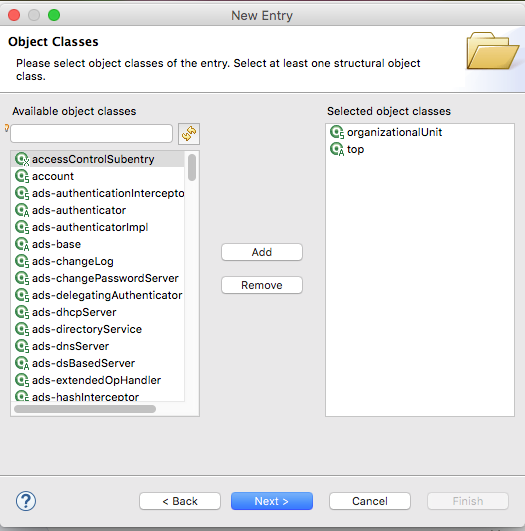 New Entry
Object Classes
Please select object classes of the entry. Select at least one structural object
class.
Available object classes
Selected object classes
accessControlSubentry
account
ads-authenticationIntercepto
ads-authenticator
ads-authenticatorImpl
ads-base
ads-changeLog
ads-changePasswordServer
ads-delegatingAuthenticator
ads-dhcpServer
ads-directoryService
ads-dnsServer
ads-dsBasedServer
ads-extendedOpHandler
ads-hashInterceptor
Add
Remove
organizationalUnit
top
?
< Back
Next >
Cancel
Finish